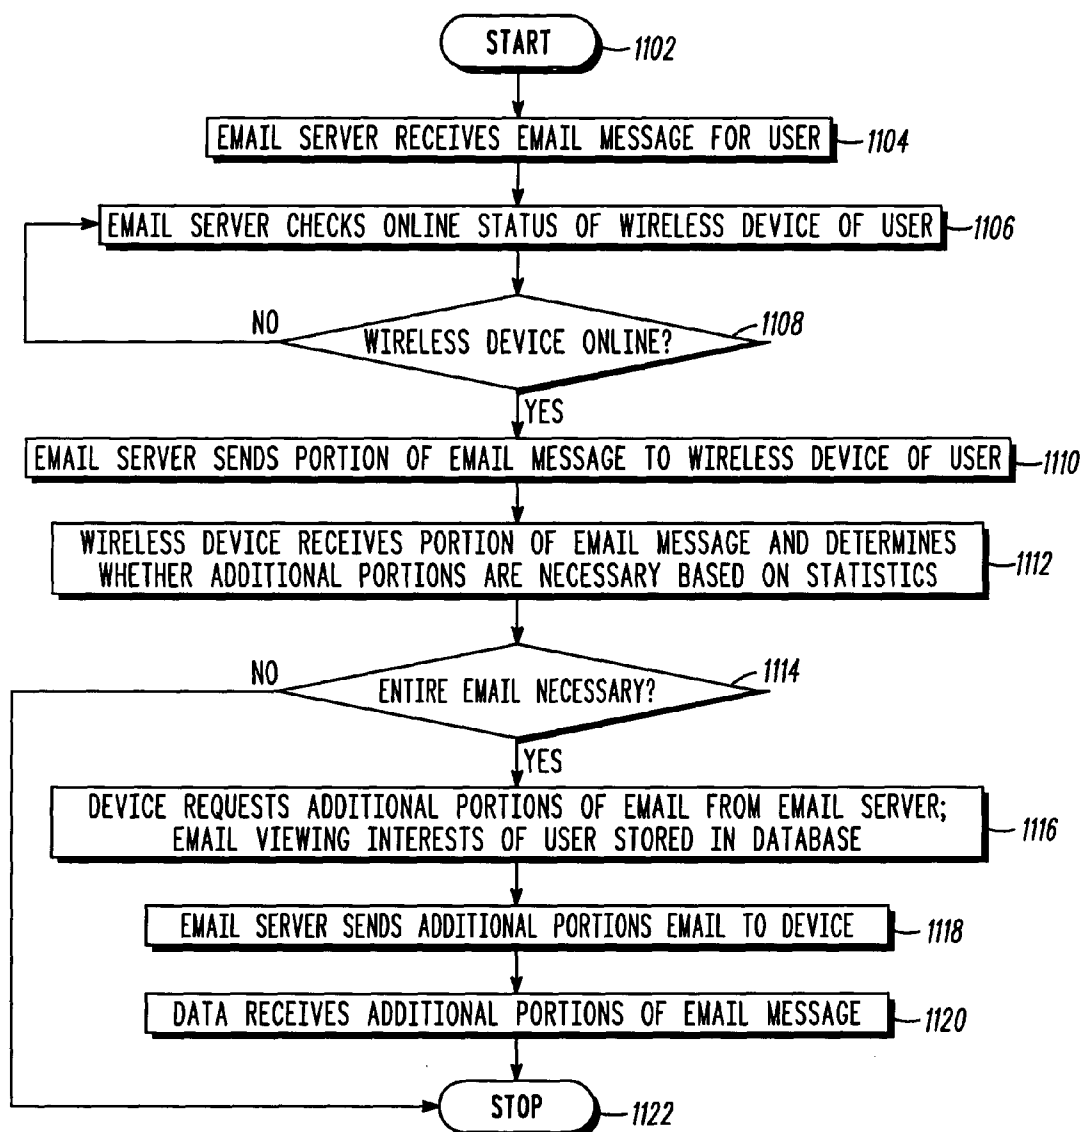 START
1102
EMAIL SERVER RECEIVES EMAIL MESSAGE FOR USER
1104
EMAIL SERVER CHECKS ONLINE STATUS OF WIRELESS DEVICE OF USER
1106
NO
WIRELESS DEVICE ONLINE?
1108
YES
EMAIL SERVER SENDS PORTION OF EMAIL MESSAGE TO WIRELESS DEVICE OF USER
1110
WIRELESS DEVICE RECEIVES PORTION OF EMAIL MESSAGE AND DETERMINES
WHETHER ADDITIONAL PORTIONS ARE NECESSARY BASED ON STATISTICS
1112
NO
ENTIRE EMAIL NECESSARY?
1114
YES
DEVICE REQUESTS ADDITIONAL PORTIONS OF EMAIL FROM EMAIL SERVER;
EMAIL VIEWING INTERESTS OF USER STORED IN DATABASE
1116
EMAIL SERVER SENDS ADDITIONAL PORTIONS EMAIL TO DEVICE
1118
DATA RECEIVES ADDITIONAL PORTIONS OF EMAIL MESSAGE
1120
STOP
1122